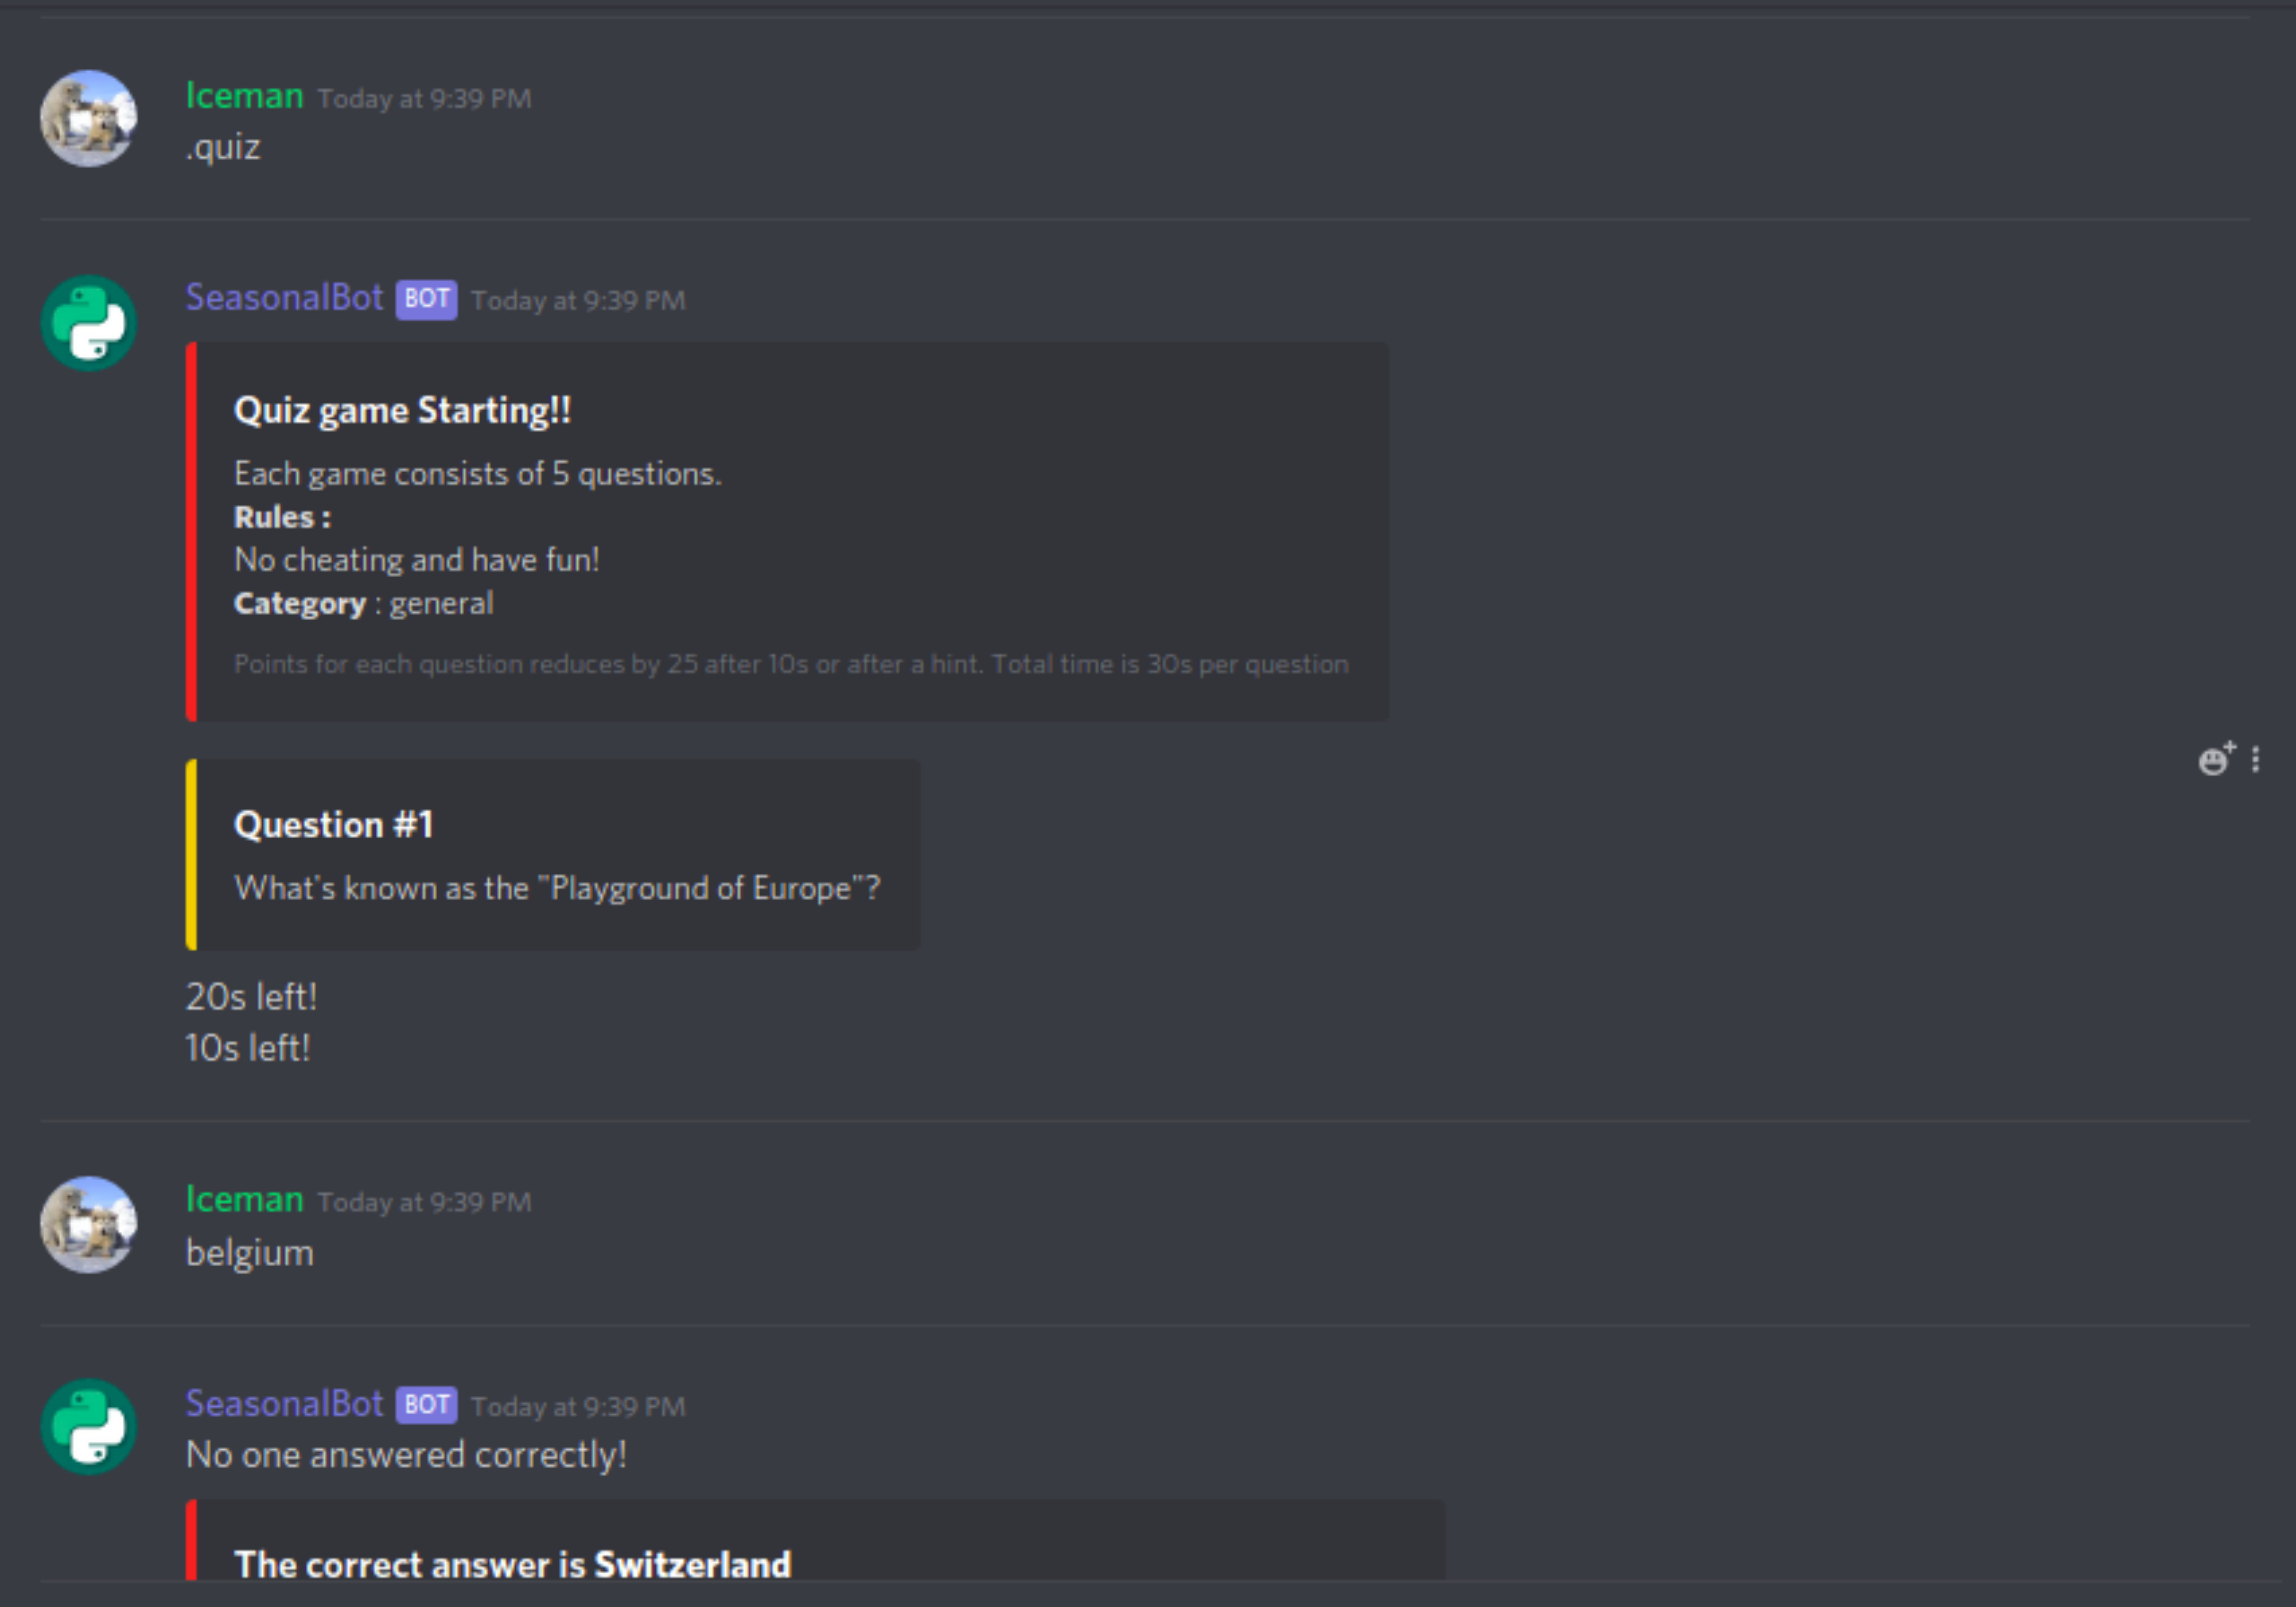 Iceman Today at 9:39 PM
.quiz
SeasonalBot BOT Today at 9:39 PM
Quiz game Starting!!
Each game consists of 5 questions.
Rules :
No cheating and have fun!
Category : general
Points for each question reduces by 25 after 10s or after a hint. Total time is 30s per question
Question #1
What's known as the "Playground of Europe"?
20s left!
10s left!
Iceman Today at 9:39 PM
belgium
SeasonalBot BOT Today at 9:39 PM
No one answered correctly!
The correct answer is Switzerland